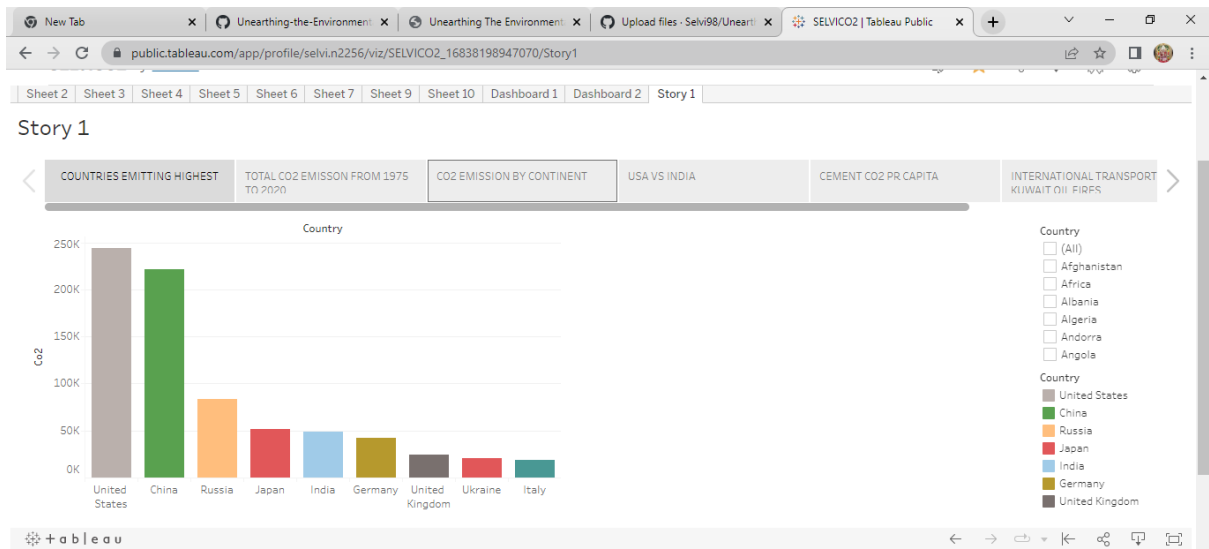 New Tab
Unearthing-the-Environment
Unearthing The Environment
Upload files · Selvi98/Uneart
SELVICO2 | Tableau Public
public.tableau.com/app/profile/selvi.n2256/viz/SELVICO2_16838198947070/Story1
Sheet 2 Sheet 3 Sheet 4 Sheet 5 Sheet 6 Sheet 7 Sheet 9 Sheet 10 Dashboard 1 Dashboard 2 Story 1
Story 1
COUNTRIES EMITTING HIGHEST
TOTAL CO2 EMISSON FROM 1975
TO 2020
CO2 EMISSION BY CONTINENT
USA VS INDIA
CEMENT CO2 PR CAPITA
INTERNATIONAL TRANSPORT
KUWAIT OIL FIRES
Country
250K
200K
150K
100K
50K
0K
Co2
United States
China
Russia
Japan
India
Germany
United Kingdom
Ukraine
Italy
Country
(All)
Afghanistan
Africa
Albania
Algeria
Andorra
Angola
Country
United States
China
Russia
Japan
India
Germany
United Kingdom
+ a b | e a u